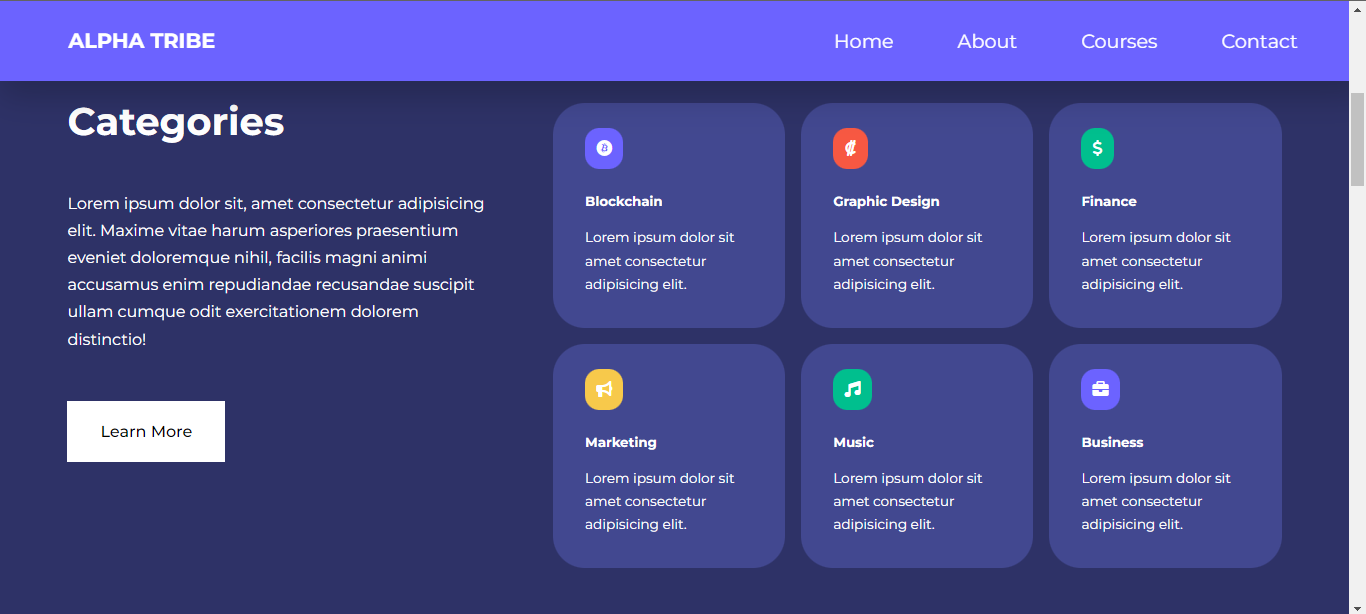 ALPHA TRIBE
Home About Courses Contact
Categories
Lorem ipsum dolor sit, amet consectetur adipisicing
elit. Maxime vitae harum asperiores praesentium
eveniet doloremque nihil, facilis magni animi
accusamus enim repudiandae recusandae suscipit
ullam cumque odit exercitationem dolorem
distinctio!
Learn More
Blockchain
Lorem ipsum dolor sit
amet consectetur
adipisicing elit.
Graphic Design
Lorem ipsum dolor sit
amet consectetur
adipisicing elit.
Finance
Lorem ipsum dolor sit
amet consectetur
adipisicing elit.
Marketing
Lorem ipsum dolor sit
amet consectetur
adipisicing elit.
Music
Lorem ipsum dolor sit
amet consectetur
adipisicing elit.
Business
Lorem ipsum dolor sit
amet consectetur
adipisicing elit.